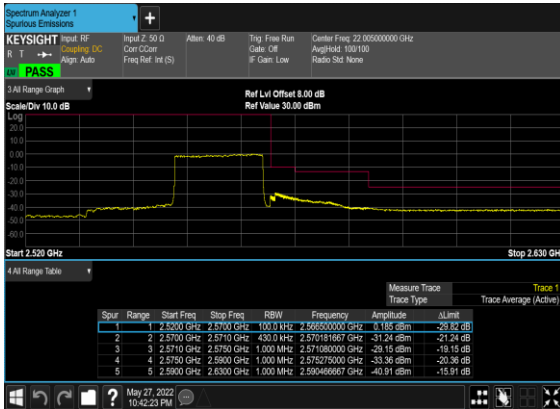 Spectrum Analyzer 1
Spurious Emissions
KEYSIGHT
R T
LXI
PASS
Input: RF
Coupling: DC
Align: Auto
Input Z: 50 Ω
Corr CCorr
Freq Ref: Int (S)
Atten: 40 dB
Trig: Free Run
Gate: Off
IF Gain: Low
Center Freq: 22.005000000 GHz
Avg|Hold: 100/100
Radio Std: None
3 All Range Graph
Scale/Div 10.0 dB
Ref Lvl Offset 8.00 dB
Ref Value 30.00 dBm
Log
20.0
10.0
0.00
-10.0
-20.0
-30.0
-40.0
-50.0
-60.0
Start 2.520 GHz
Stop 2.630 GH
4 All Range Table
Measure Trace Trace 1
Trace Type Trace Average (Active)
Spur Range Start Freq Stop Freq RBW Frequency Amplitude ΔLimit
1 1 2.5200 GHz 2.5700 GHz 100.0 kHz 2.566500000 GHz 0.185 dBm -29.82 dB
2 2 2.5700 GHz 2.5710 GHz 430.0 kHz 2.570181667 GHz -31.24 dBm -21.24 dB
3 3 2.5710 GHz 2.5750 GHz 1.000 MHz 2.571080000 GHz -29.15 dBm -19.15 dB
4 4 2.5750 GHz 2.5900 GHz 1.000 MHz 2.575275000 GHz -33.36 dBm -20.36 dB
5 5 2.5900 GHz 2.6300 GHz 1.000 MHz 2.590466667 GHz -40.91 dBm -15.91 dB
?
May 27, 2022
10:42:23 PM